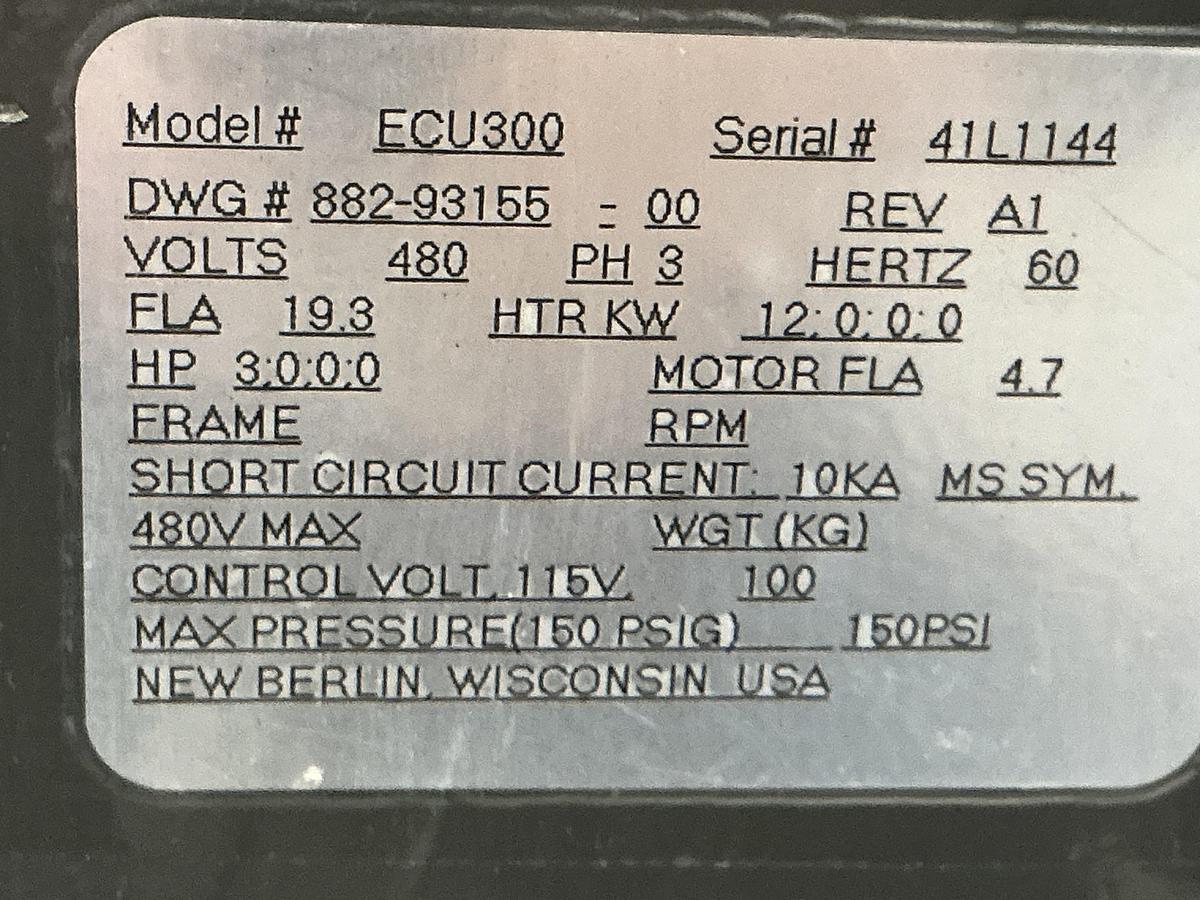 Model # ECU300 Serial # 41L1144
DWG # 882-93155 - 00 REV A1
VOLTS 480 PH 3 HERTZ 60
FLA 19.3 HTR KW 12; 0; 0; 0
HP 3;0;0;0 MOTOR FLA 4.7
FRAME RPM
SHORT CIRCUIT CURRENT: 10KA MS SYM.
480V MAX WGT (KG)
CONTROL VOLT. 115V. 100
MAX PRESSURE(150 PSIG) 150PSI
NEW BERLIN, WISCONSIN USA